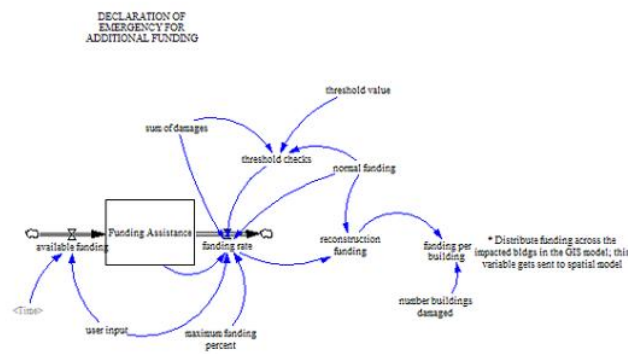 DECLARATION OF
EMERGENCY FOR
ADDITIONAL FUNDING
threshold value
sum of damages
threshold checks
normal funding
Funding Assistance
available funding
funding rate
reconstruction
funding
funding per
building
* Distribute funding across the
impacted bldgs in the GIS model; this
variable gets sent to spatial model
<Time>
user input
maximum funding
percent
number buildings
damaged